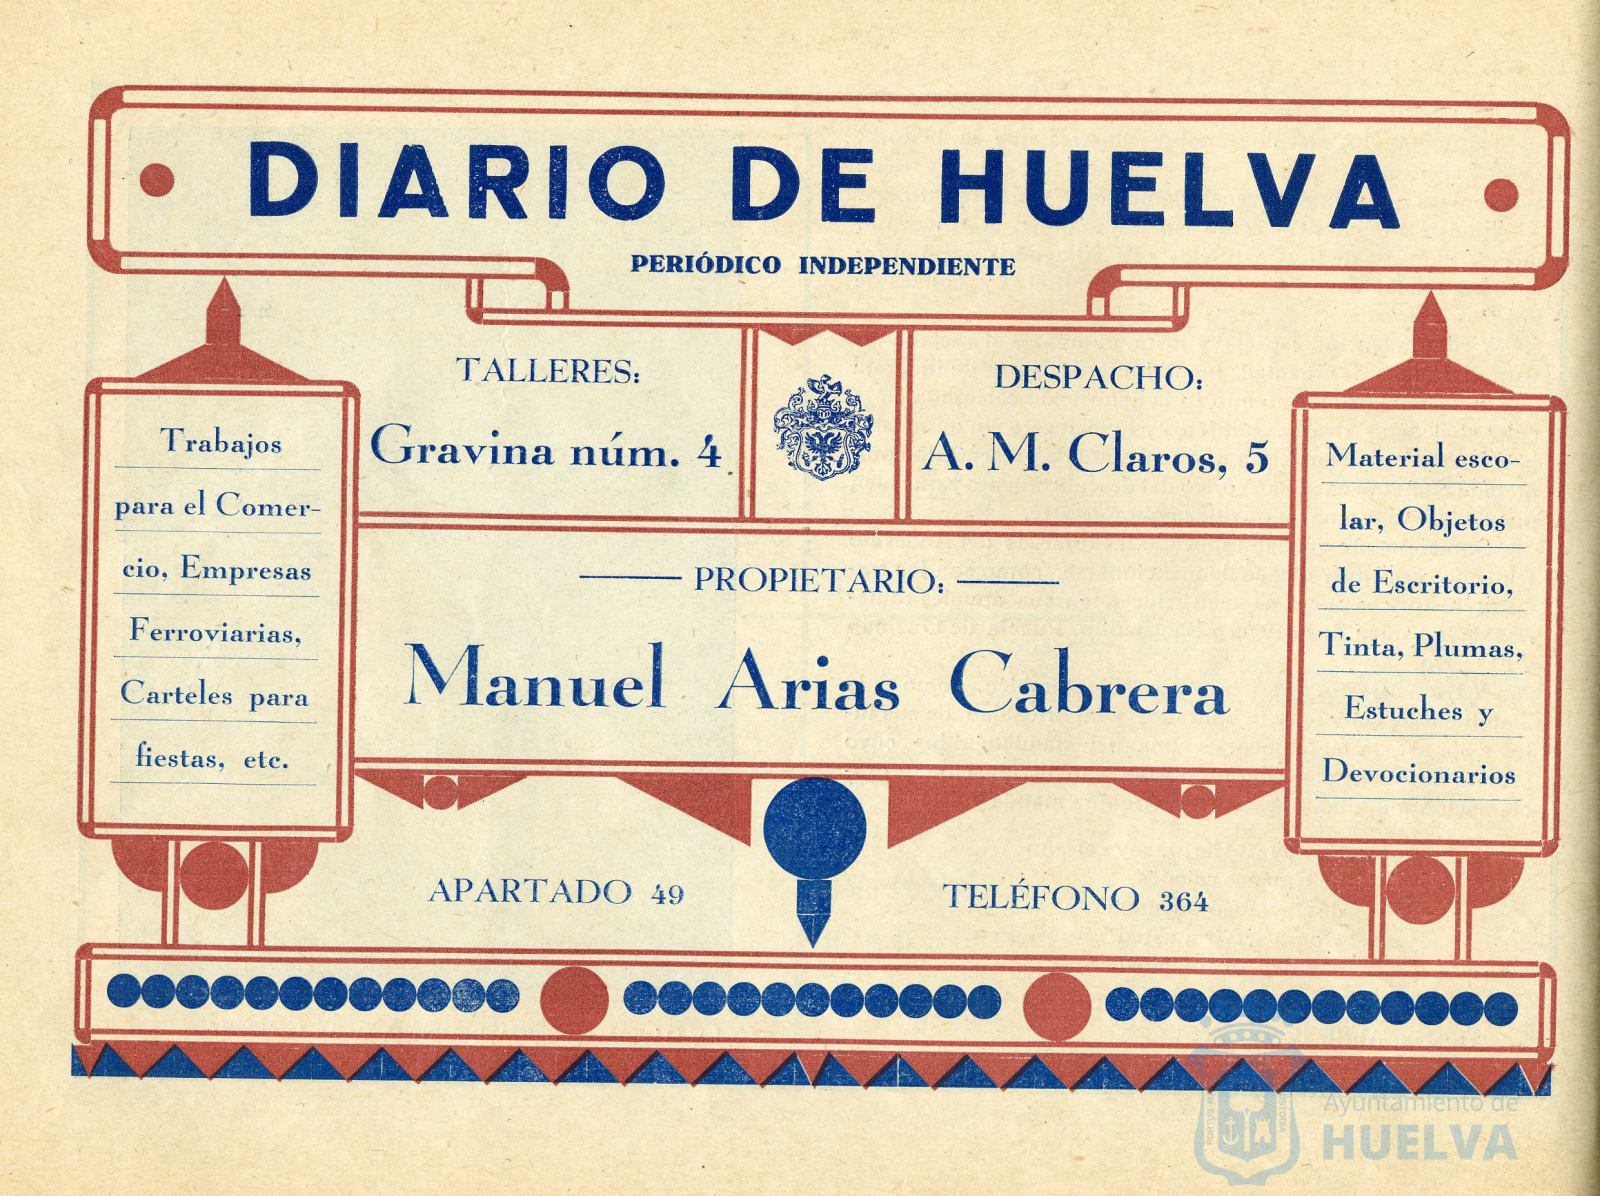 DIARIO DE HUELVA
PERIÓDICO INDEPENDIENTE
TALLERES:
Gravina núm. 4
DESPACHO:
A. M. Claros, 5
Trabajos
para el Comer-
cio, Empresas
Ferroviarias,
Carteles para
fiestas, etc.
PROPIETARIO:
Manuel Arias Cabrera
Material esco-
lar, Objetos
de Escritorio,
Tinta, Plumas,
Estuches y
Devocionarios
APARTADO 49
TELÉFONO 364
Ayuntamiento de
HUELVA